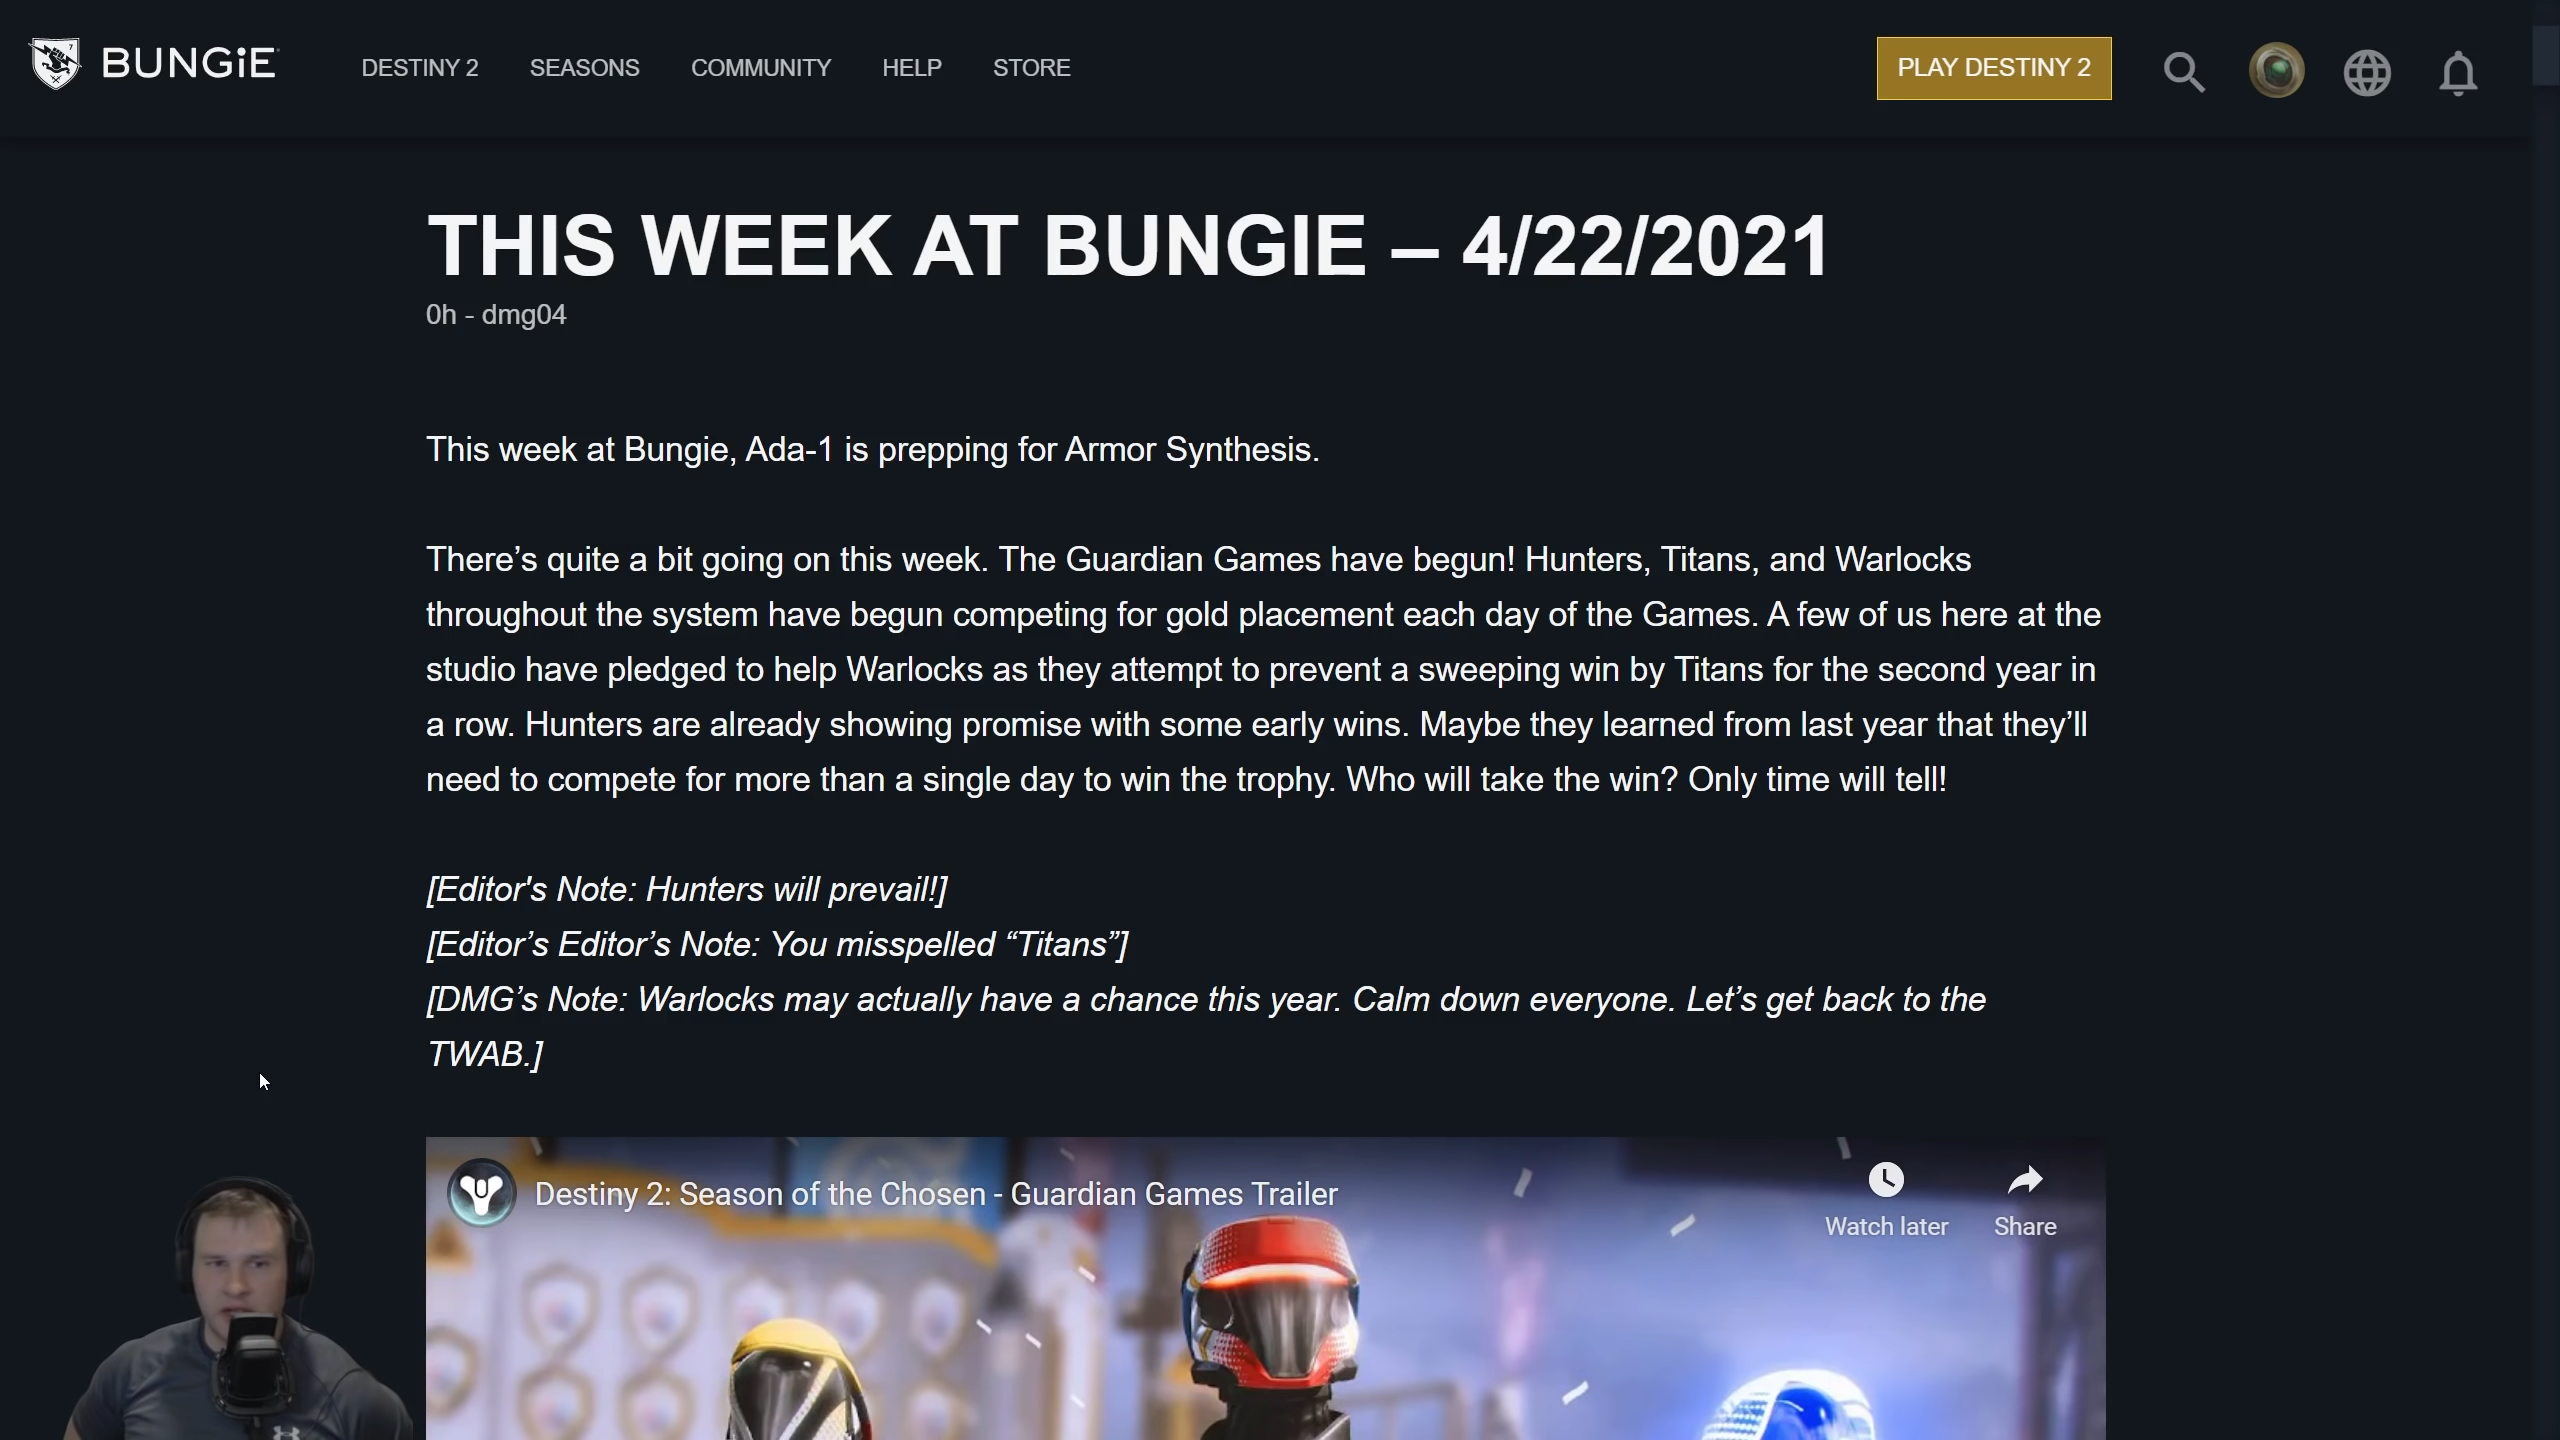 BUNGiE
DESTINY 2 SEASONS COMMUNITY HELP STORE
PLAY DESTINY 2
THIS WEEK AT BUNGIE – 4/22/2021
0h - dmg04
This week at Bungie, Ada-1 is prepping for Armor Synthesis.
There’s quite a bit going on this week. The Guardian Games have begun! Hunters, Titans, and Warlocks
throughout the system have begun competing for gold placement each day of the Games. A few of us here at the
studio have pledged to help Warlocks as they attempt to prevent a sweeping win by Titans for the second year in
a row. Hunters are already showing promise with some early wins. Maybe they learned from last year that they’ll
need to compete for more than a single day to win the trophy. Who will take the win? Only time will tell!
[Editor's Note: Hunters will prevail!]
[Editor’s Editor’s Note: You misspelled “Titans”]
[DMG’s Note: Warlocks may actually have a chance this year. Calm down everyone. Let’s get back to the
TWAB.]
Destiny 2: Season of the Chosen - Guardian Games Trailer
Watch later
Share